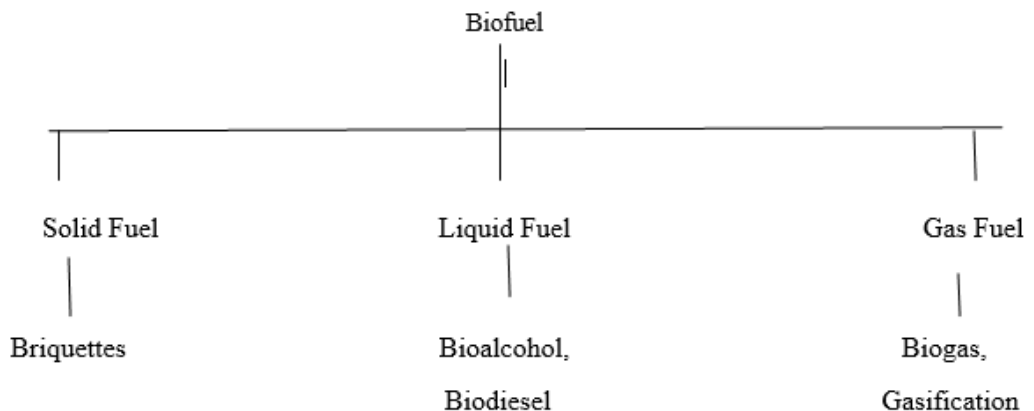 Biofuel
Solid Fuel
Liquid Fuel
Gas Fuel
Briquettes
Bioalcohol,
Biodiesel
Biogas,
Gasification